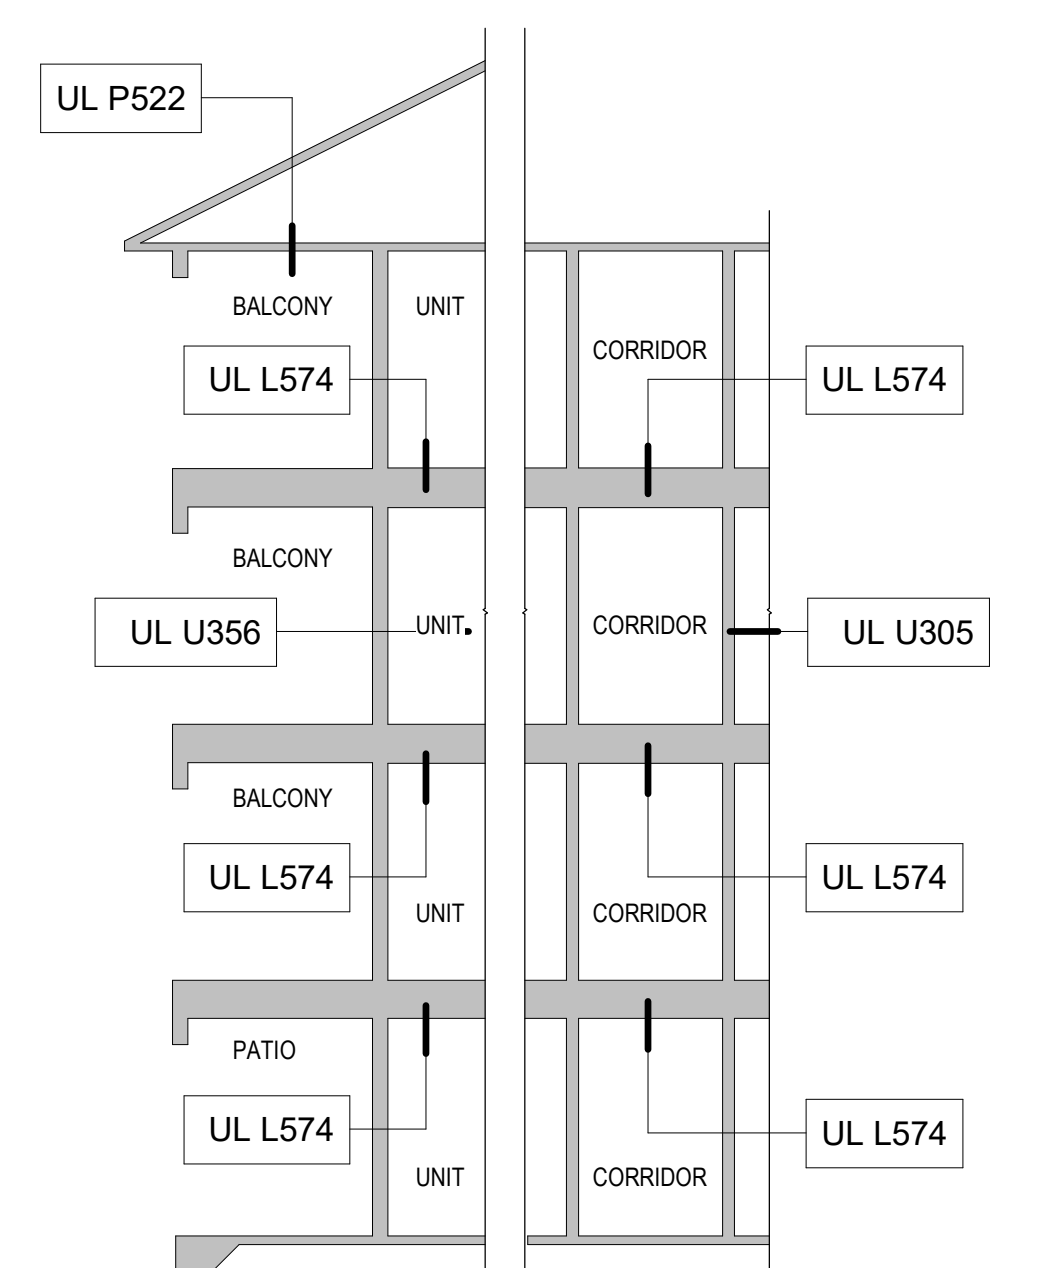 UL P522
BALCONY
UNIT
CORRIDOR
UL L574
UL L574
BALCONY
UL U356
UNIT
CORRIDOR
UL U305
BALCONY
UL L574
UL L574
UNIT
CORRIDOR
PATIO
UL L574
UL L574
UNIT
CORRIDOR